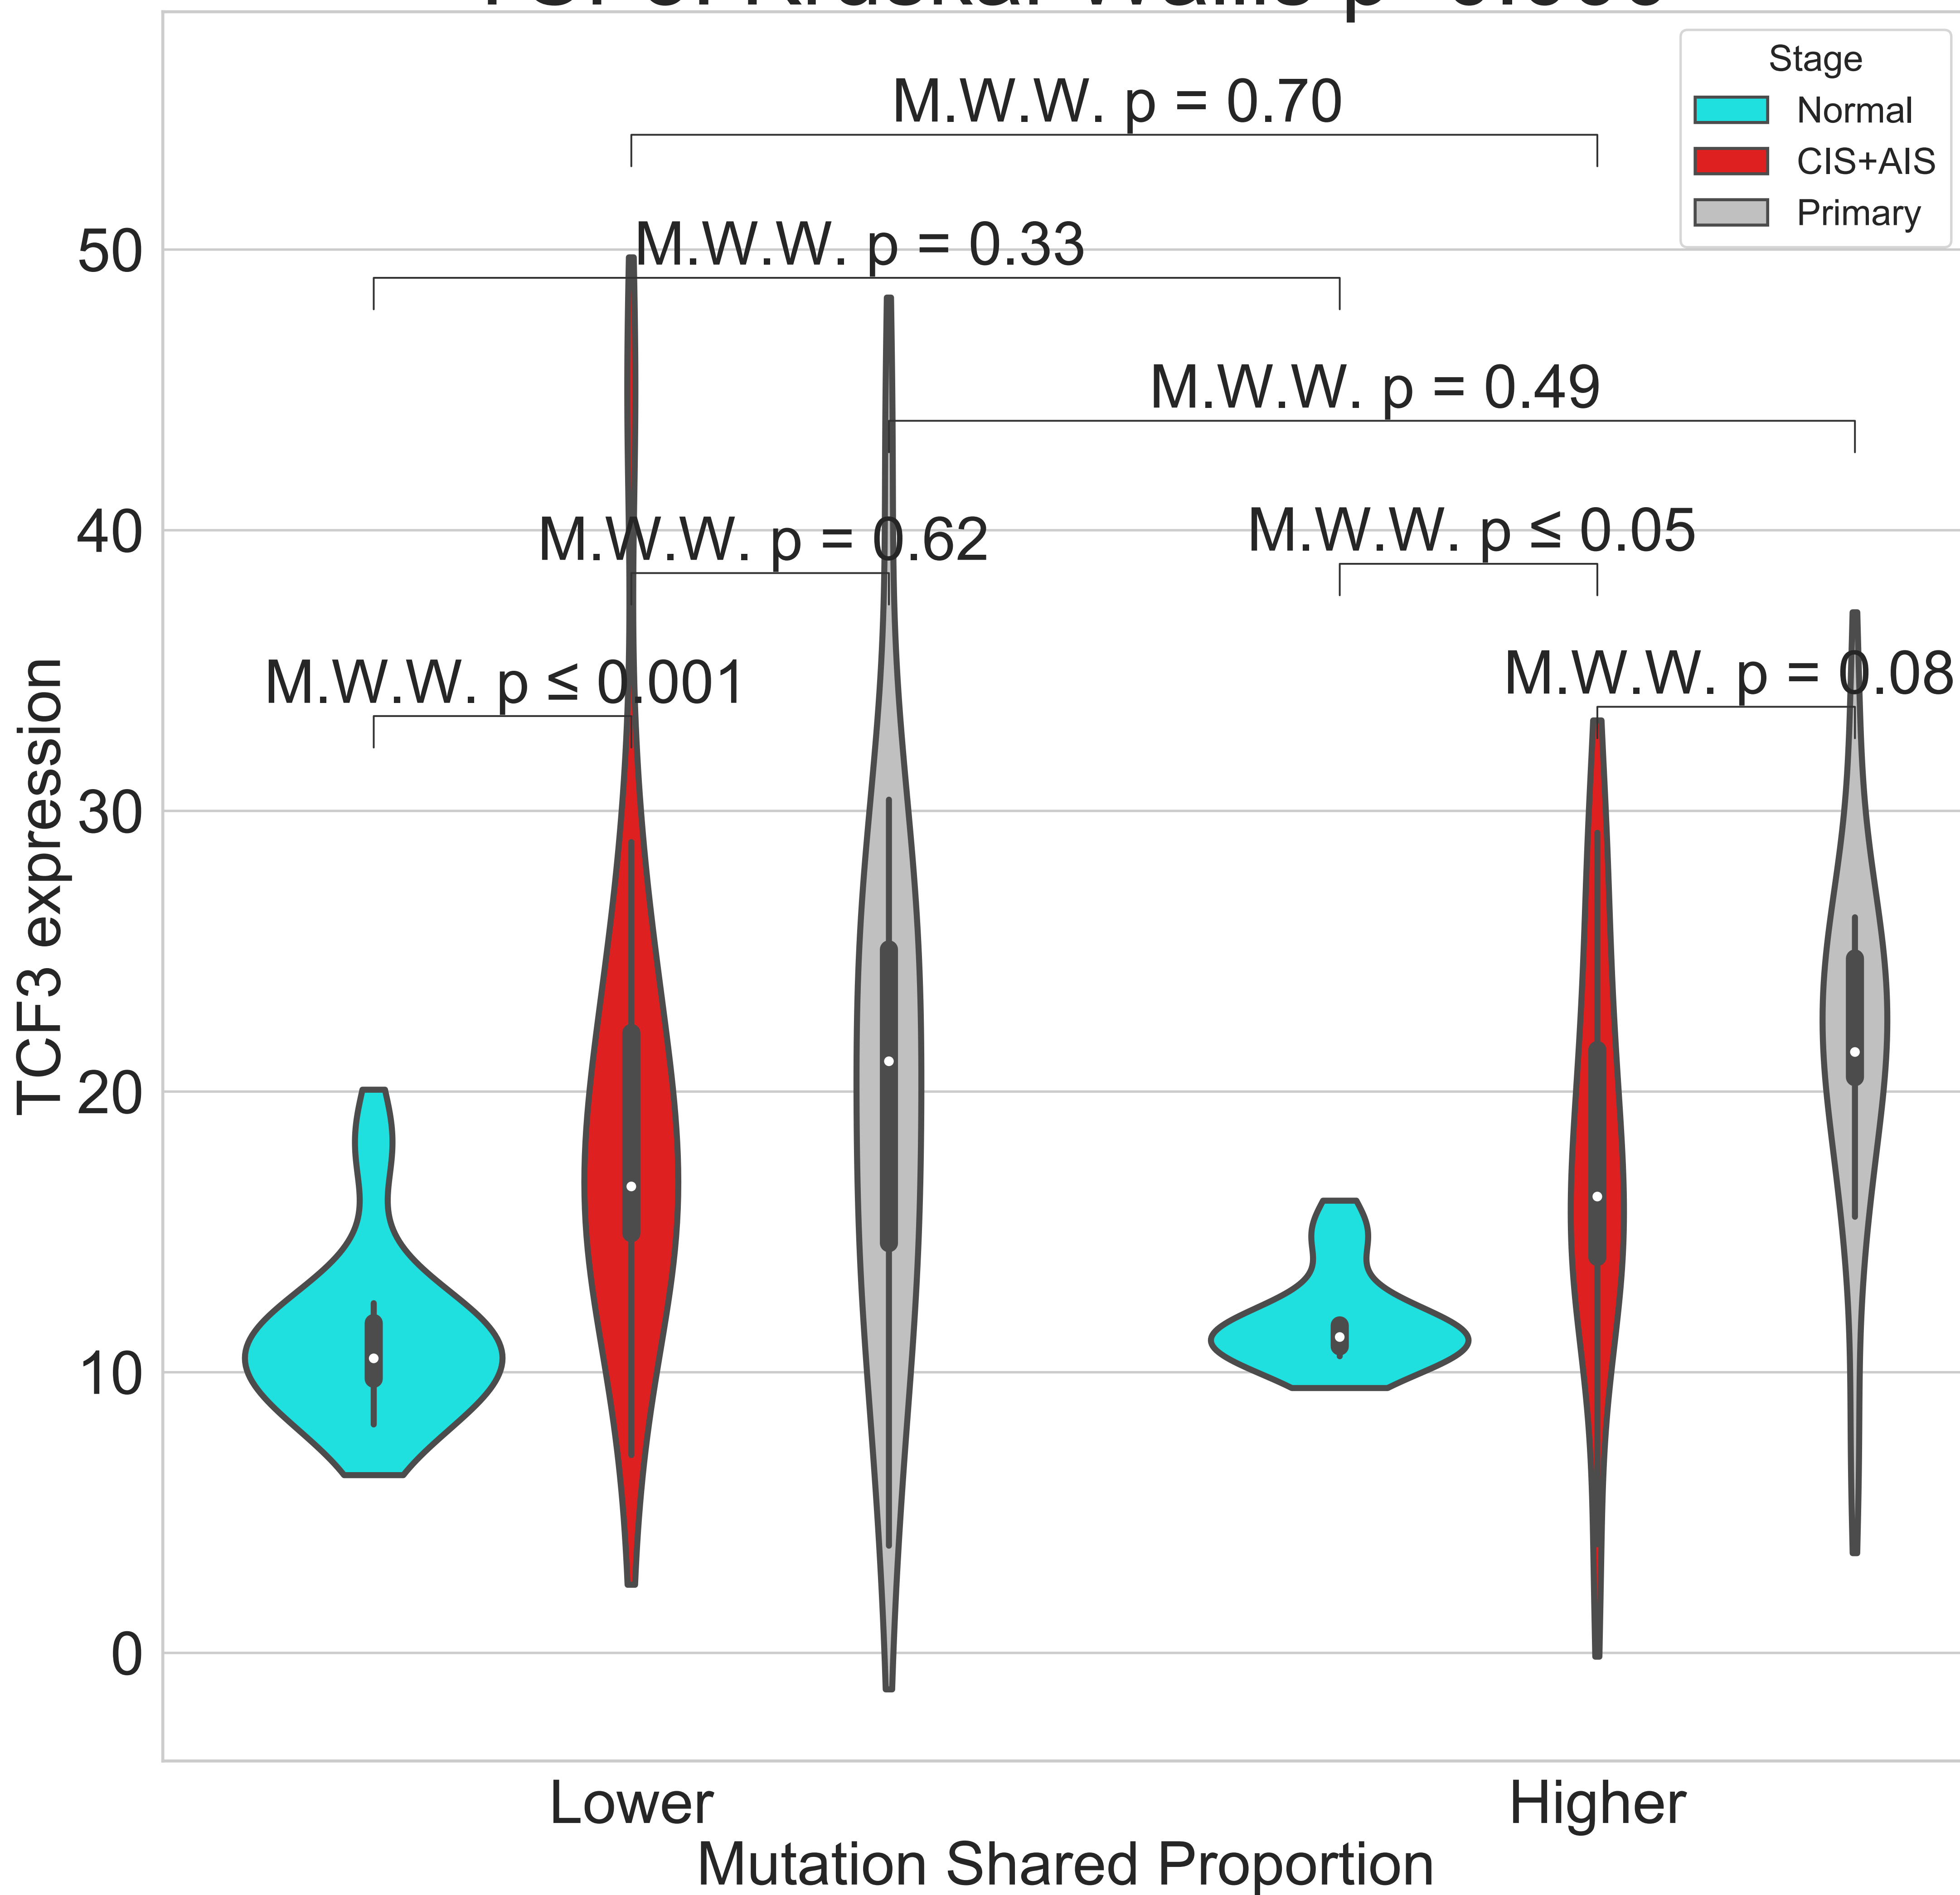 Stage
Normal
CIS+AIS
Primary
M.W.W. p = 0.70
M.W.W. p = 0.33
M.W.W. p = 0.49
M.W.W. p = 0.62
M.W.W. p ≤ 0.05
M.W.W. p ≤ 0.001
M.W.W. p = 0.08
50
40
30
20
10
0
TCF3 expression
Lower
Higher
Mutation Shared Proportion